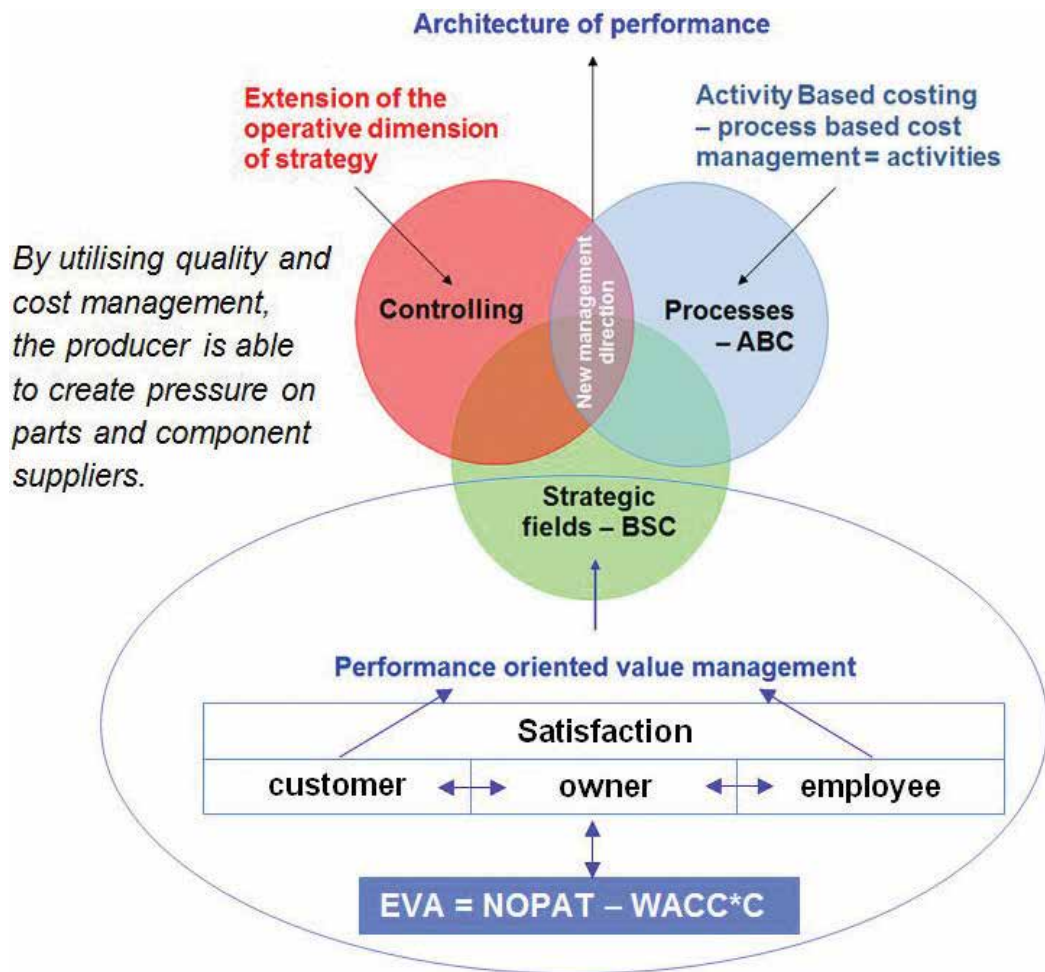 Architecture of performance
Extension of the
operative dimension
of strategy
Activity Based costing
– process based cost
management = activities
By utilising quality and
cost management,
the producer is able
to create pressure on
parts and component
suppliers.
Controlling
New management
direction
Processes
– ABC
Strategic
fields – BSC
Performance oriented value management
Satisfaction
customer
owner
employee
EVA = NOPAT – WACC*C